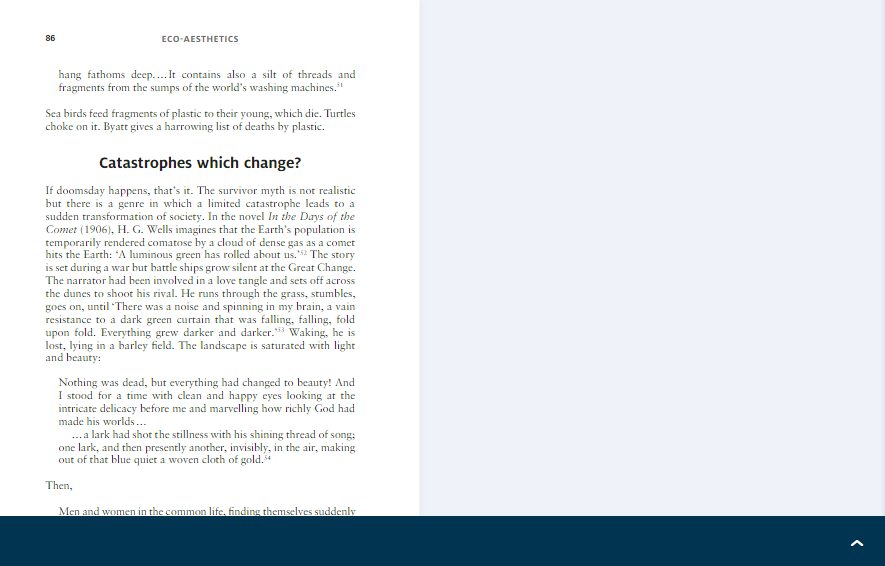 86
ECO-AESTHETICS
hang fathoms deep.... It contains also a silt of threads and
fragments from the sumps of the world's washing machines.⁵¹
Sea birds feed fragments of plastic to their young, which die. Turtles
choke on it. Byatt gives a harrowing list of deaths by plastic.
Catastrophes which change?
If doomsday happens, that's it. The survivor myth is not realistic
but there is a genre in which a limited catastrophe leads to a
sudden transformation of society. In the novel In the Days of the
Comet (1906), H. G. Wells imagines that the Earth's population is
temporarily rendered comatose by a cloud of dense gas as a comet
hits the Earth: ‘A luminous green has rolled about us.’⁵² The story
is set during a war but battle ships grow silent at the Great Change.
The narrator had been involved in a love tangle and sets off across
the dunes to shoot his rival. He runs through the grass, stumbles,
goes on, until ‘There was a noise and spinning in my brain, a vain
resistance to a dark green curtain that was falling, falling, fold
upon fold. Everything grew darker and darker.’⁵³ Waking, he is
lost, lying in a barley field. The landscape is saturated with light
and beauty:
Nothing was dead, but everything had changed to beauty! And
I stood for a time with clean and happy eyes looking at the
intricate delicacy before me and marvelling how richly God had
made his worlds...
...a lark had shot the stillness with his shining thread of song;
one lark, and then presently another, invisibly, in the air, making
out of that blue quiet a woven cloth of gold.⁵⁴
Then,
Men and women in the common life, finding themselves suddenly